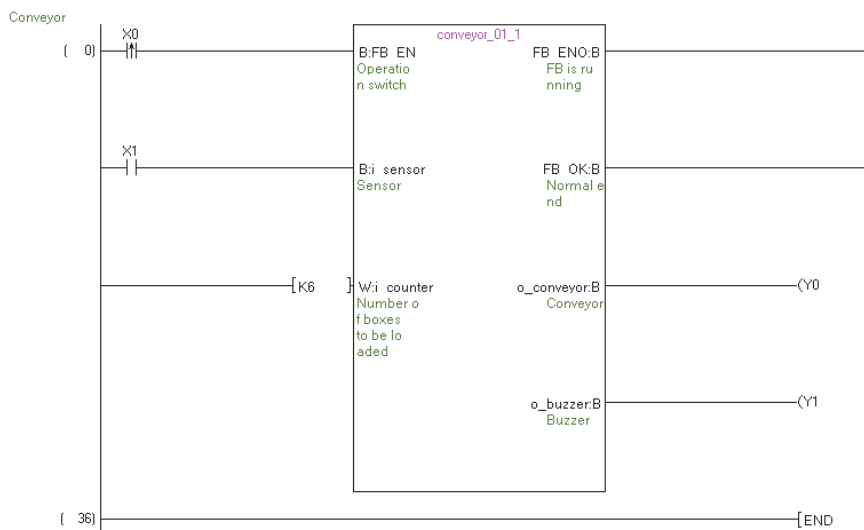 Conveyor
X0
conveyor_01_1
( 0)
B:FB_EN
FB_ENO:B
Operatio
n switch
FB is ru
nning
X1
B:i_sensor
FB_OK:B
Sensor
Normal e
nd
[K6 ]
W:i_counter
o_conveyor:B
(Y0
Number o
f boxes
to be lo
aded
Conveyor
o_buzzer:B
(Y1
Buzzer
( 36)
[END